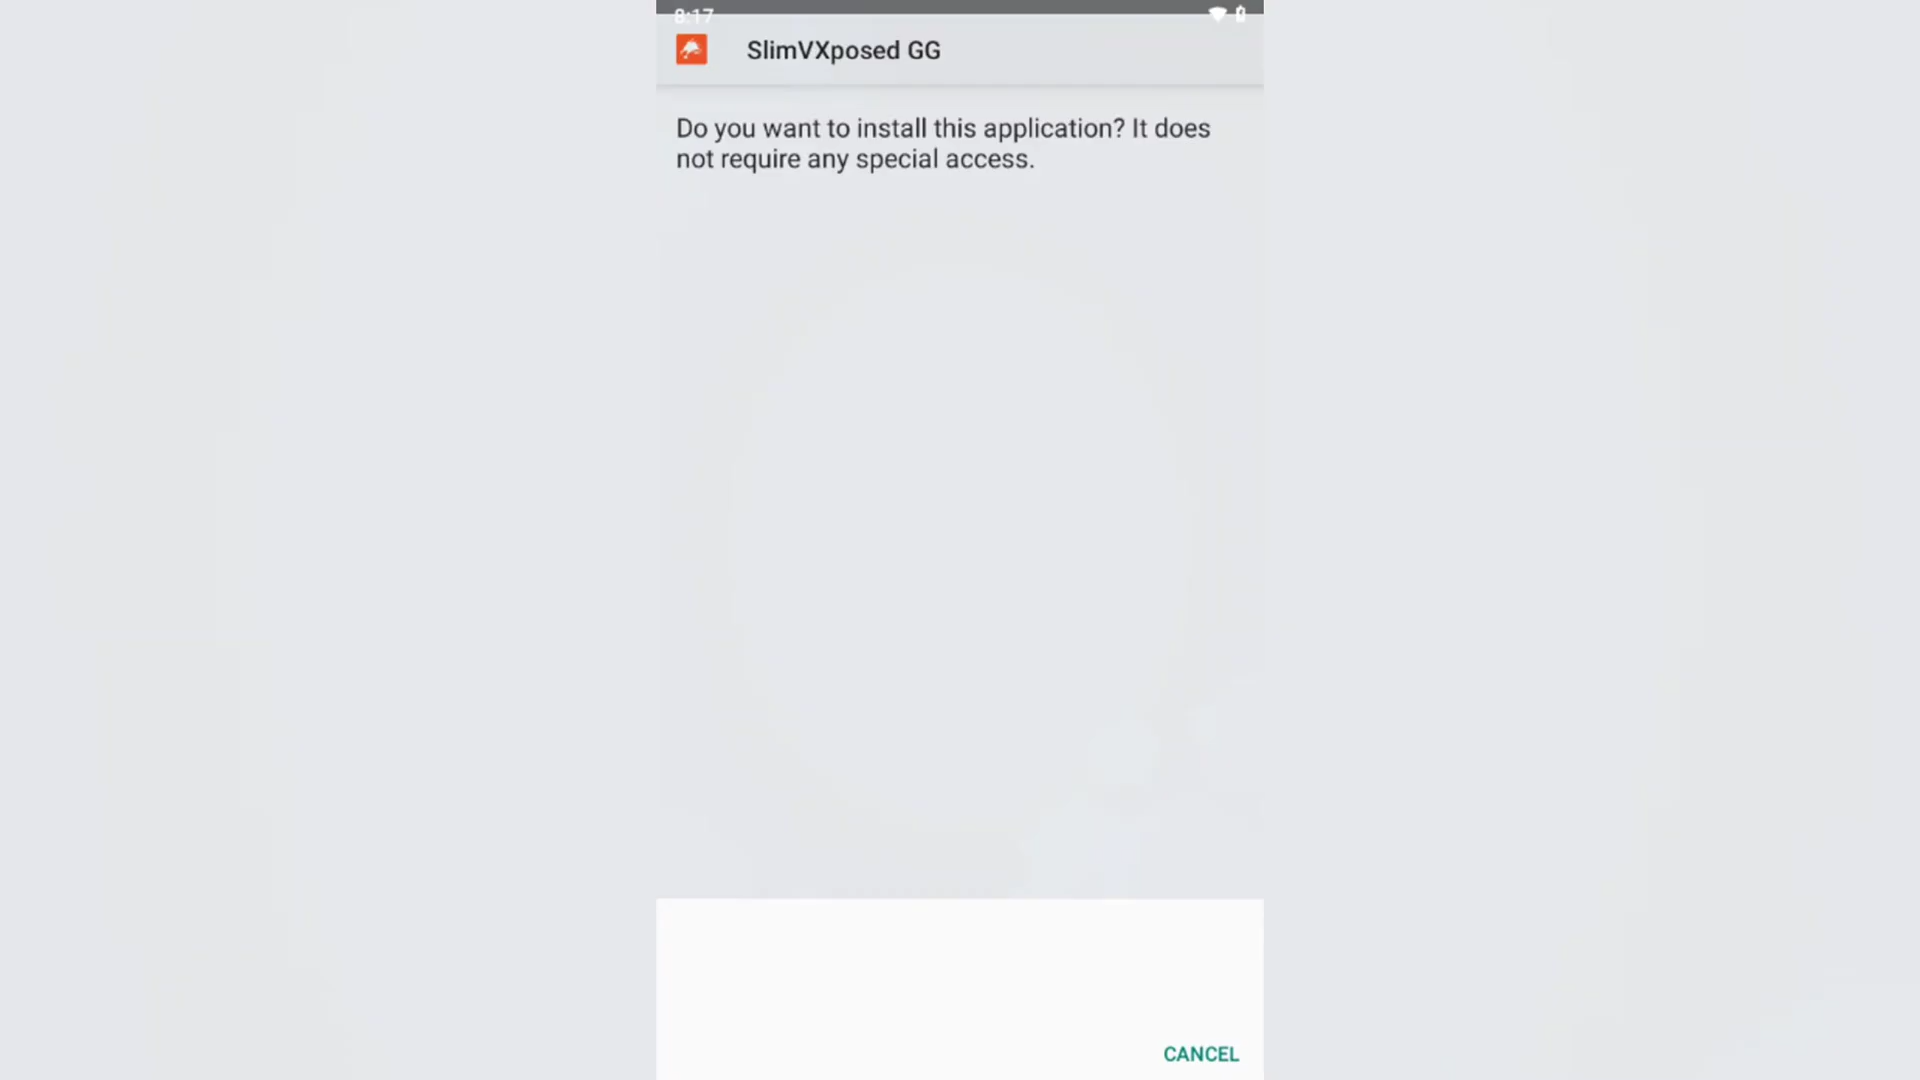 8:17
SlimVXposed GG
Do you want to install this application? It does
not require any special access.
CANCEL